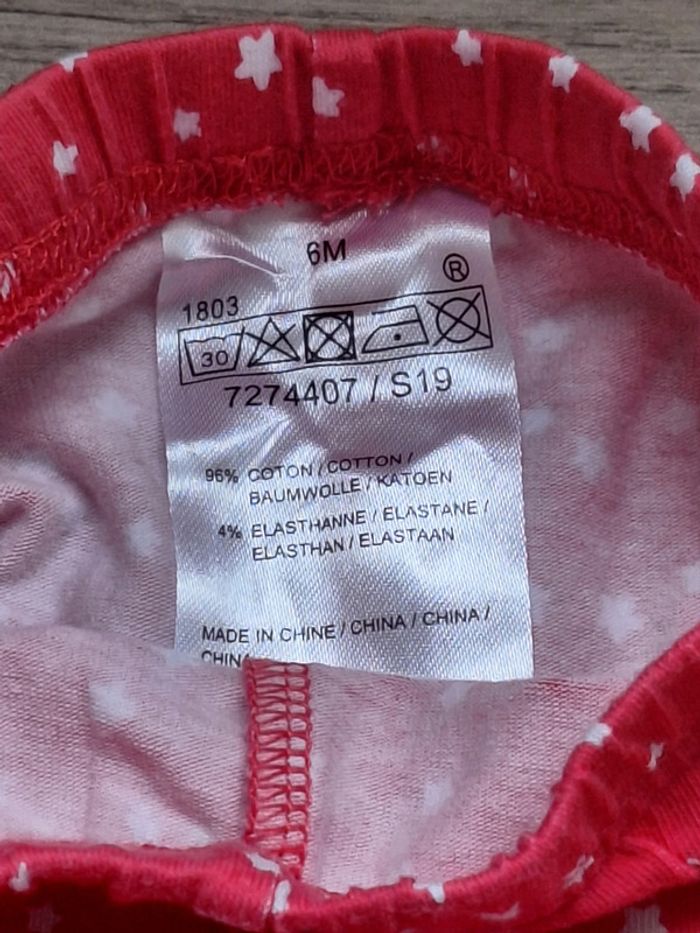 6M
®
1803
30
7274407 / S19
96% COTON / COTTON /
BAUMWOLLE / KATOEN
4% ELASTHANNE / ELASTANE /
ELASTHAN / ELASTAAN
MADE IN CHINE / CHINA / CHINA /